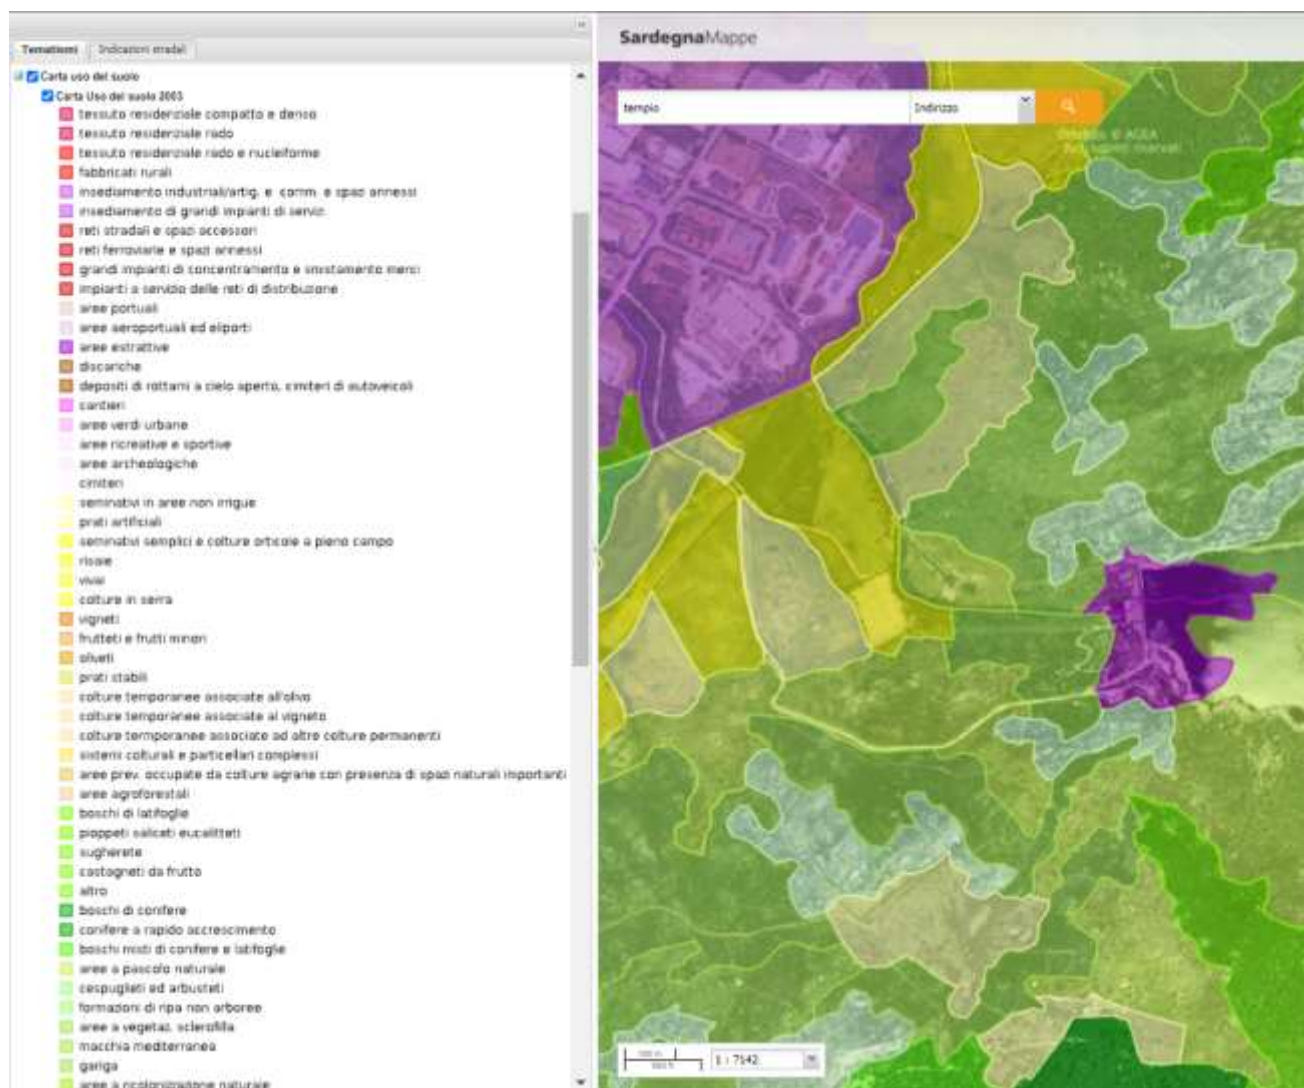 Tematismi
Indicazioni stradali
Carta uso del suolo
Carta Uso del suolo 2003
tessuto residenziale compatto e denso
tessuto residenziale rado
tessuto residenziale rado e nucleiforme
fabbricati rurali
insediamento industriali/artig. e comm. e spazi annessi
insediamento di grandi impianti di servizi
reti stradali e spazi accessori
reti ferroviarie e spazi annessi
grandi impianti di concentramento e smistamento merci
impianti a servizio delle reti di distribuzione
aree portuali
aree aeroportuali ed eliporti
aree estrattive
discariche
depositi di rottami a cielo aperto, cimiteri di autoveicoli
cantieri
aree verdi urbane
aree ricreative e sportive
aree archeologiche
cimiteri
seminativi in aree non irrigue
prati artificiali
seminativi semplici e colture orticole a pieno campo
risaie
vivai
colture in serra
vigneti
frutteti e frutti minori
oliveti
prati stabili
colture temporanee associate all'olivo
colture temporanee associate al vigneto
colture temporanee associate ad altre colture permanenti
sistemi colturali e particellari complessi
aree prev. occupate da colture agrarie con presenza di spazi naturali importanti
aree agroforestali
boschi di latifoglie
pioppeti saliceti eucalitteti
sugherete
castagneti da frutto
altro
boschi di conifere
conifere a rapido accrescimento
boschi misti di conifere e latifoglie
aree a pascolo naturale
cespuglieti ed arbusteti
formazioni di ripa non arboree
aree a vegetaz. sclerofilla
macchia mediterranea
gariga
aree a ricolonizzazione naturale
SardegnaMappe
tempio
Indirizzo
© AGEA
riservati
1 : 7142